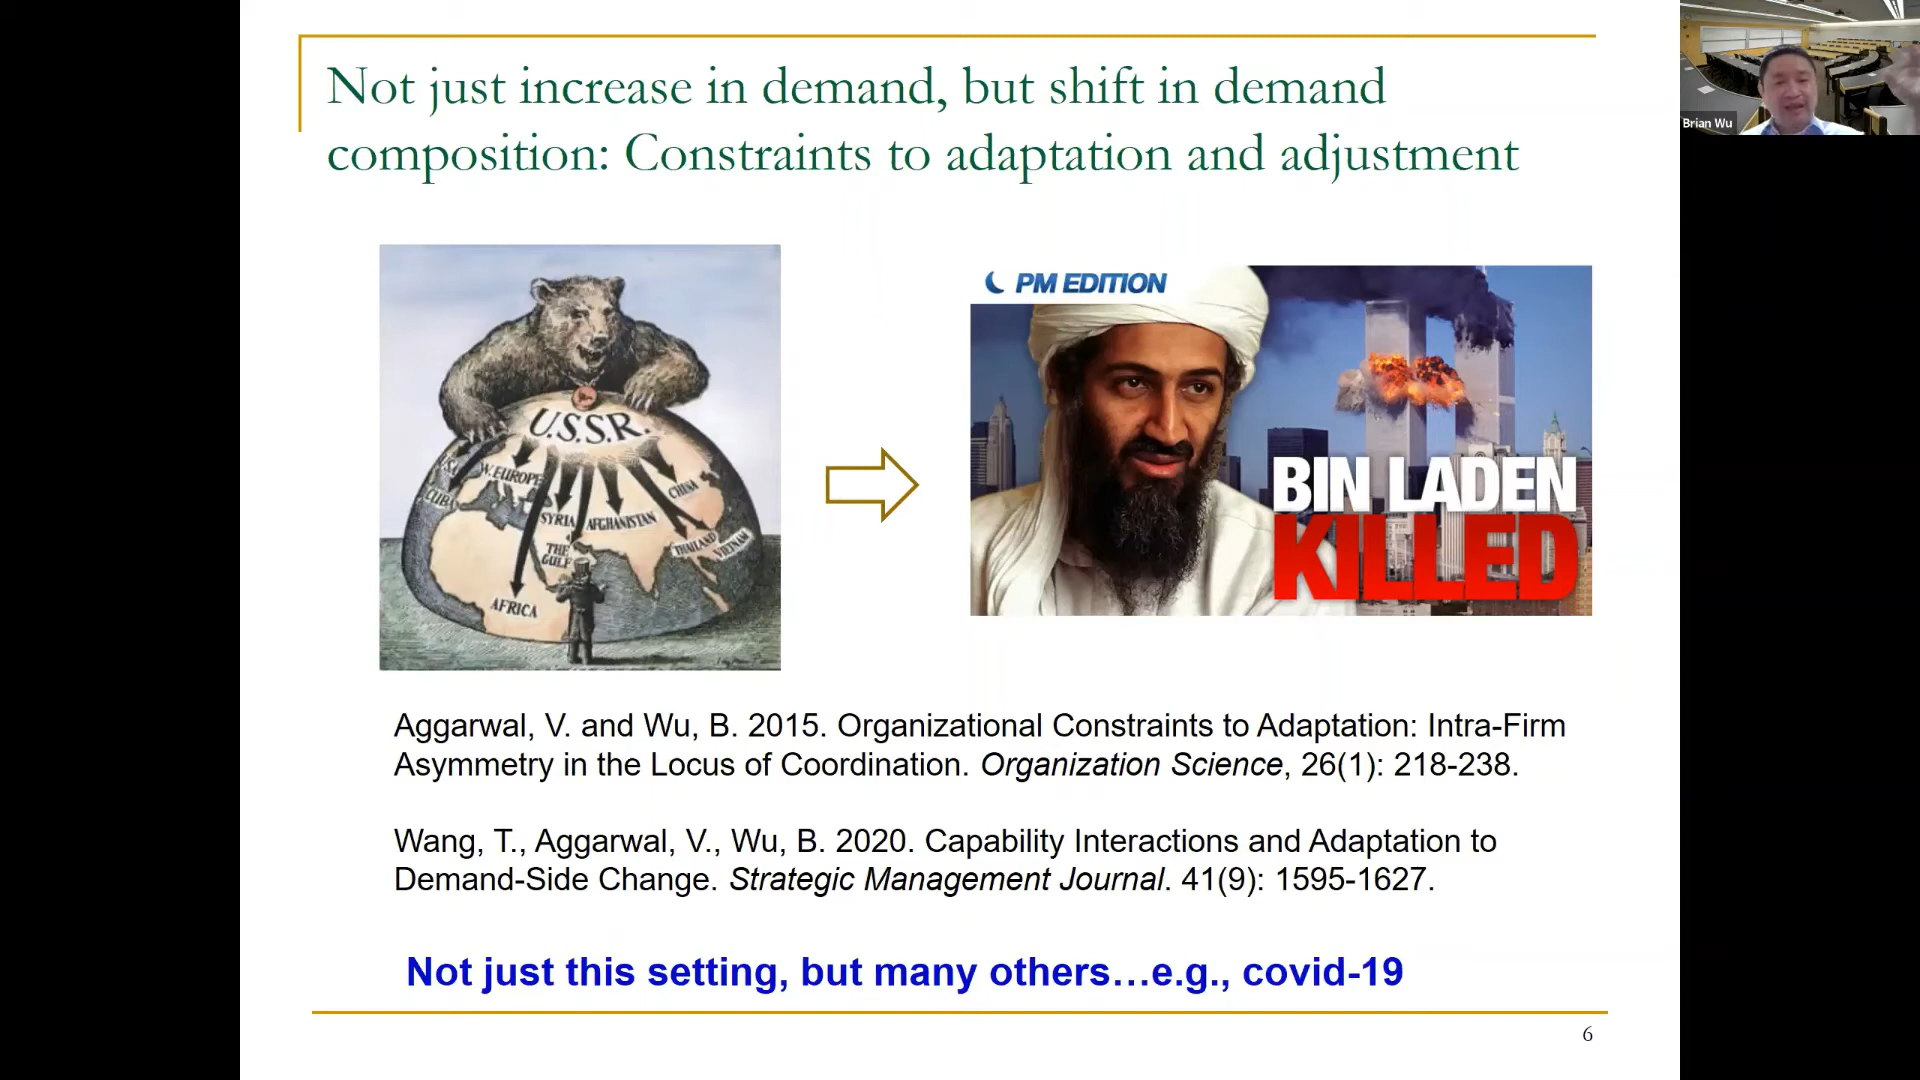 Not just increase in demand, but shift in demand
composition: Constraints to adaptation and adjustment
Brian Wu
U.S.S.R.
W. EUROPE
CUBA
CHINA
SYRIA
AFGHANISTAN
THE
GULF
THAILAND
VIETNAM
AFRICA
PM EDITION
BIN LADEN
KILLED
Aggarwal, V. and Wu, B. 2015. Organizational Constraints to Adaptation: Intra-Firm
Asymmetry in the Locus of Coordination. Organization Science, 26(1): 218-238.
Wang, T., Aggarwal, V., Wu, B. 2020. Capability Interactions and Adaptation to
Demand-Side Change. Strategic Management Journal. 41(9): 1595-1627.
Not just this setting, but many others…e.g., covid-19
6